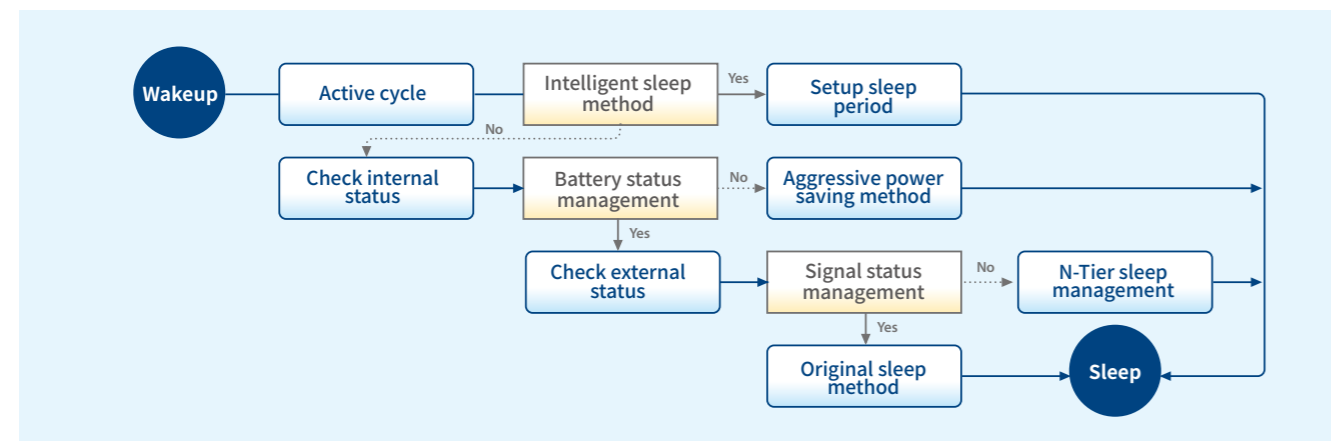 Wakeup
Active cycle
Intelligent sleep
method
Yes
Setup sleep
period
No
Check internal
status
Battery status
management
No
Aggressive power
saving method
Yes
Check external
status
Signal status
management
No
N-Tier sleep
management
Yes
Original sleep
method
Sleep